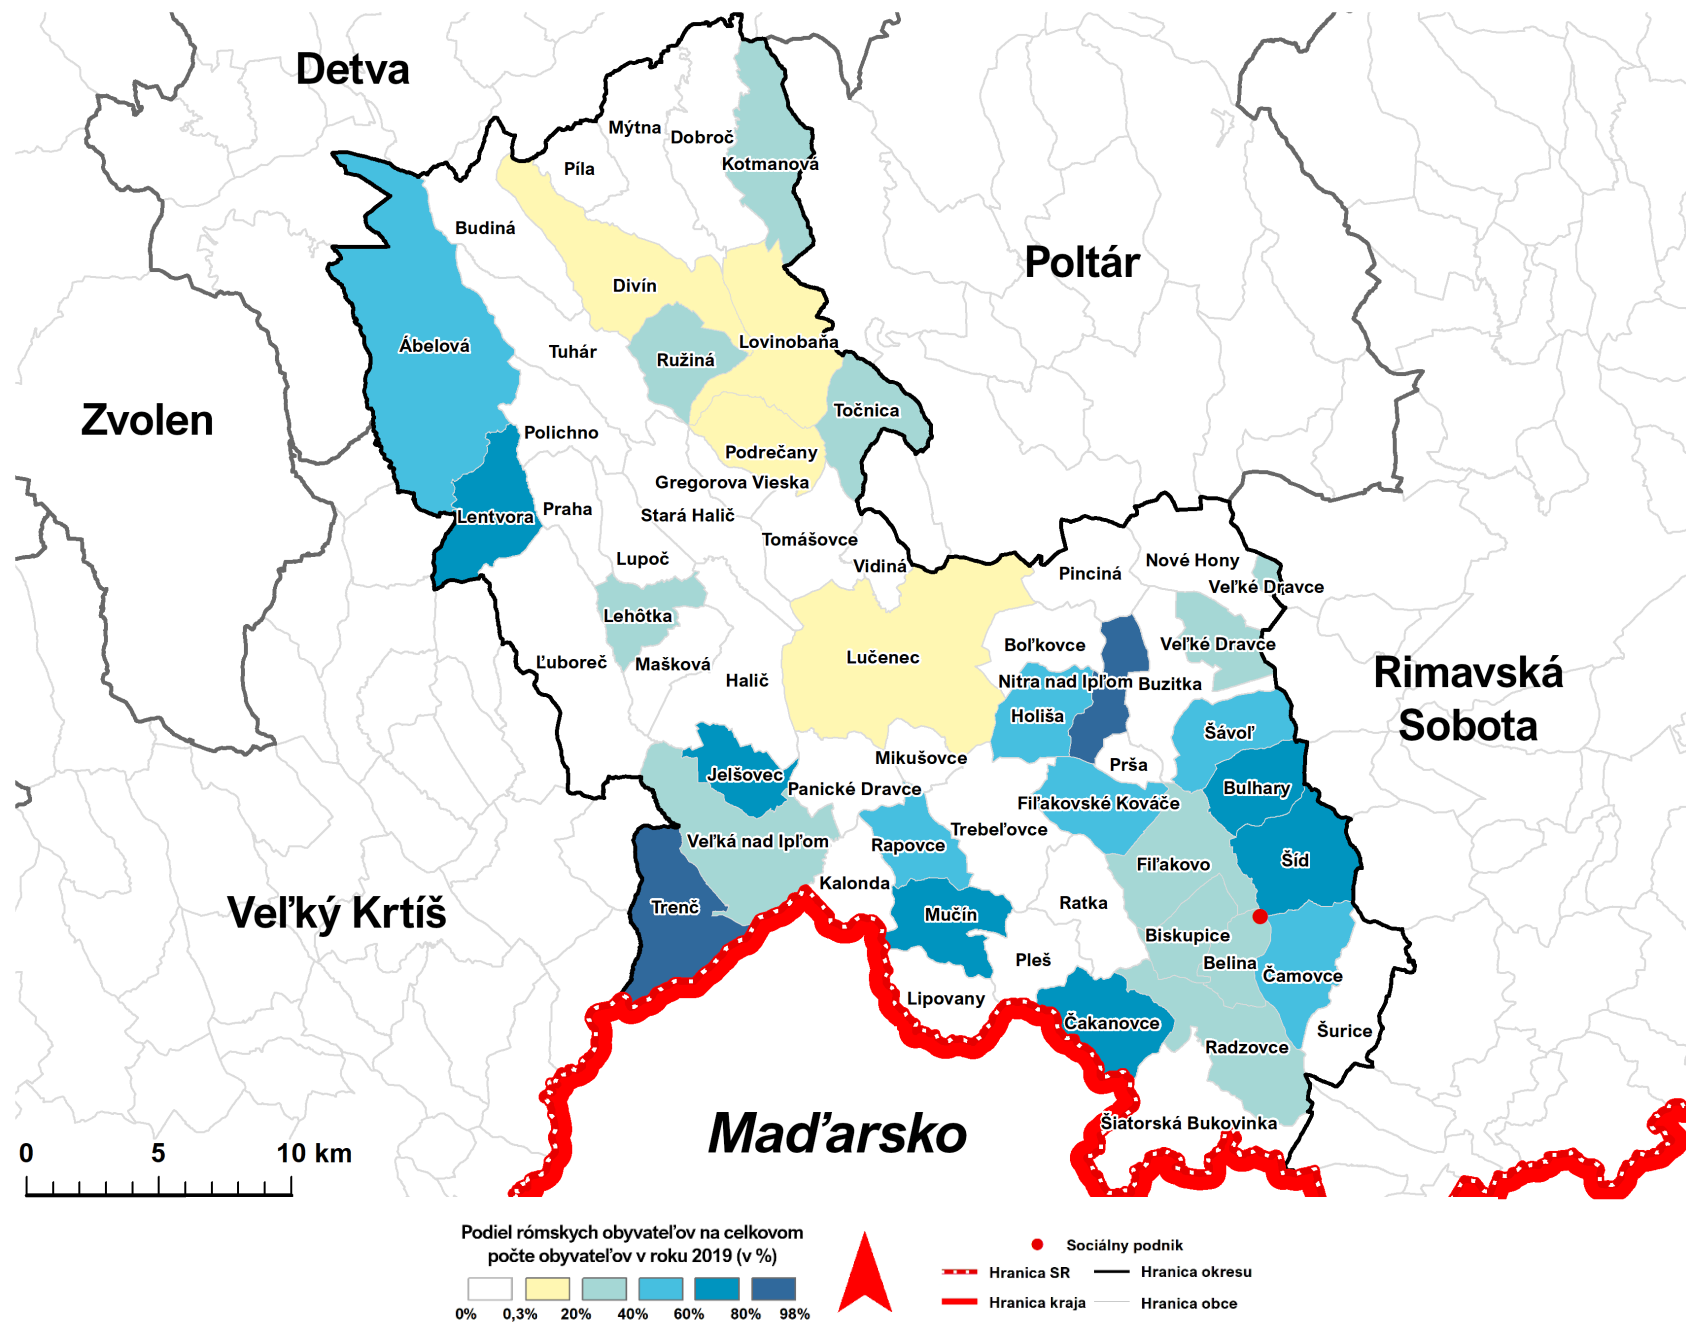 Detva
Mýtna
Dobroč
Píla
Kotmanová
Budiná
Poltár
Divín
Ábelová
Tuhár
Ružiná
Lovinobaňa
Zvolen
Točnica
Polichno
Podrečany
Gregorova Vieska
Lentvora
Praha
Stará Halič
Tomášovce
Lupoč
Vidiná
Pinciná
Nové Hony
Veľké Dravce
Lehôtka
Ľuboreč
Mašková
Halič
Lučenec
Boľkovce
Veľké Dravce
Nitra nad Ipľom
Buzitka
Rimavská
Sobota
Holiša
Šávoľ
Mikušovce
Prša
Jelšovec
Panické Dravce
Bulhary
Fiľakovské Kováče
Veľká nad Ipľom
Rapovce
Trebeľovce
Fiľakovo
Šíd
Kalonda
Veľký Krtíš
Trenč
Mučín
Ratka
Biskupice
Pleš
Belina
Čamovce
Lipovany
Čakanovce
Šurice
Radzovce
Šiatorská Bukovinka
Maďarsko
0 5 10 km
Podiel rómskych obyvateľov na celkovom
počte obyvateľov v roku 2019 (v %)
0% 0,3% 20% 40% 60% 80% 98%
Sociálny podnik
Hranica SR
Hranica okresu
Hranica kraja
Hranica obce